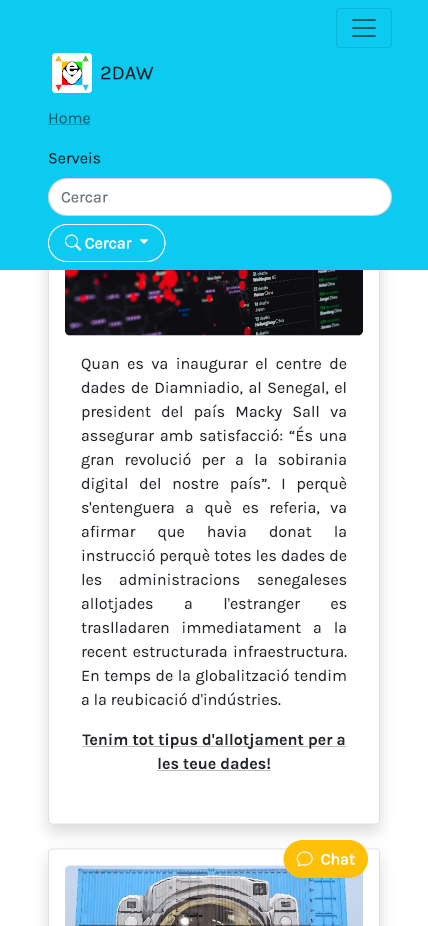 2DAW
Home
Serveis
Cercar
Cercar
Quan es va inaugurar el centre de
dades de Diamniadio, al Senegal, el
president del país Macky Sall va
assegurar amb satisfacció: “És una
gran revolució per a la sobirania
digital del nostre país”. I perquè
s'entenguera a què es referia, va
afirmar que havia donat la
instrucció perquè totes les dades de
les administracions senegaleses
allotjades a l'estranger es
traslladaren immediatament a la
recent estructurada infraestructura.
En temps de la globalització tendim
a la reubicació d'indústries.
Tenim tot tipus d'allotjament per a
les teue dades!
Chat